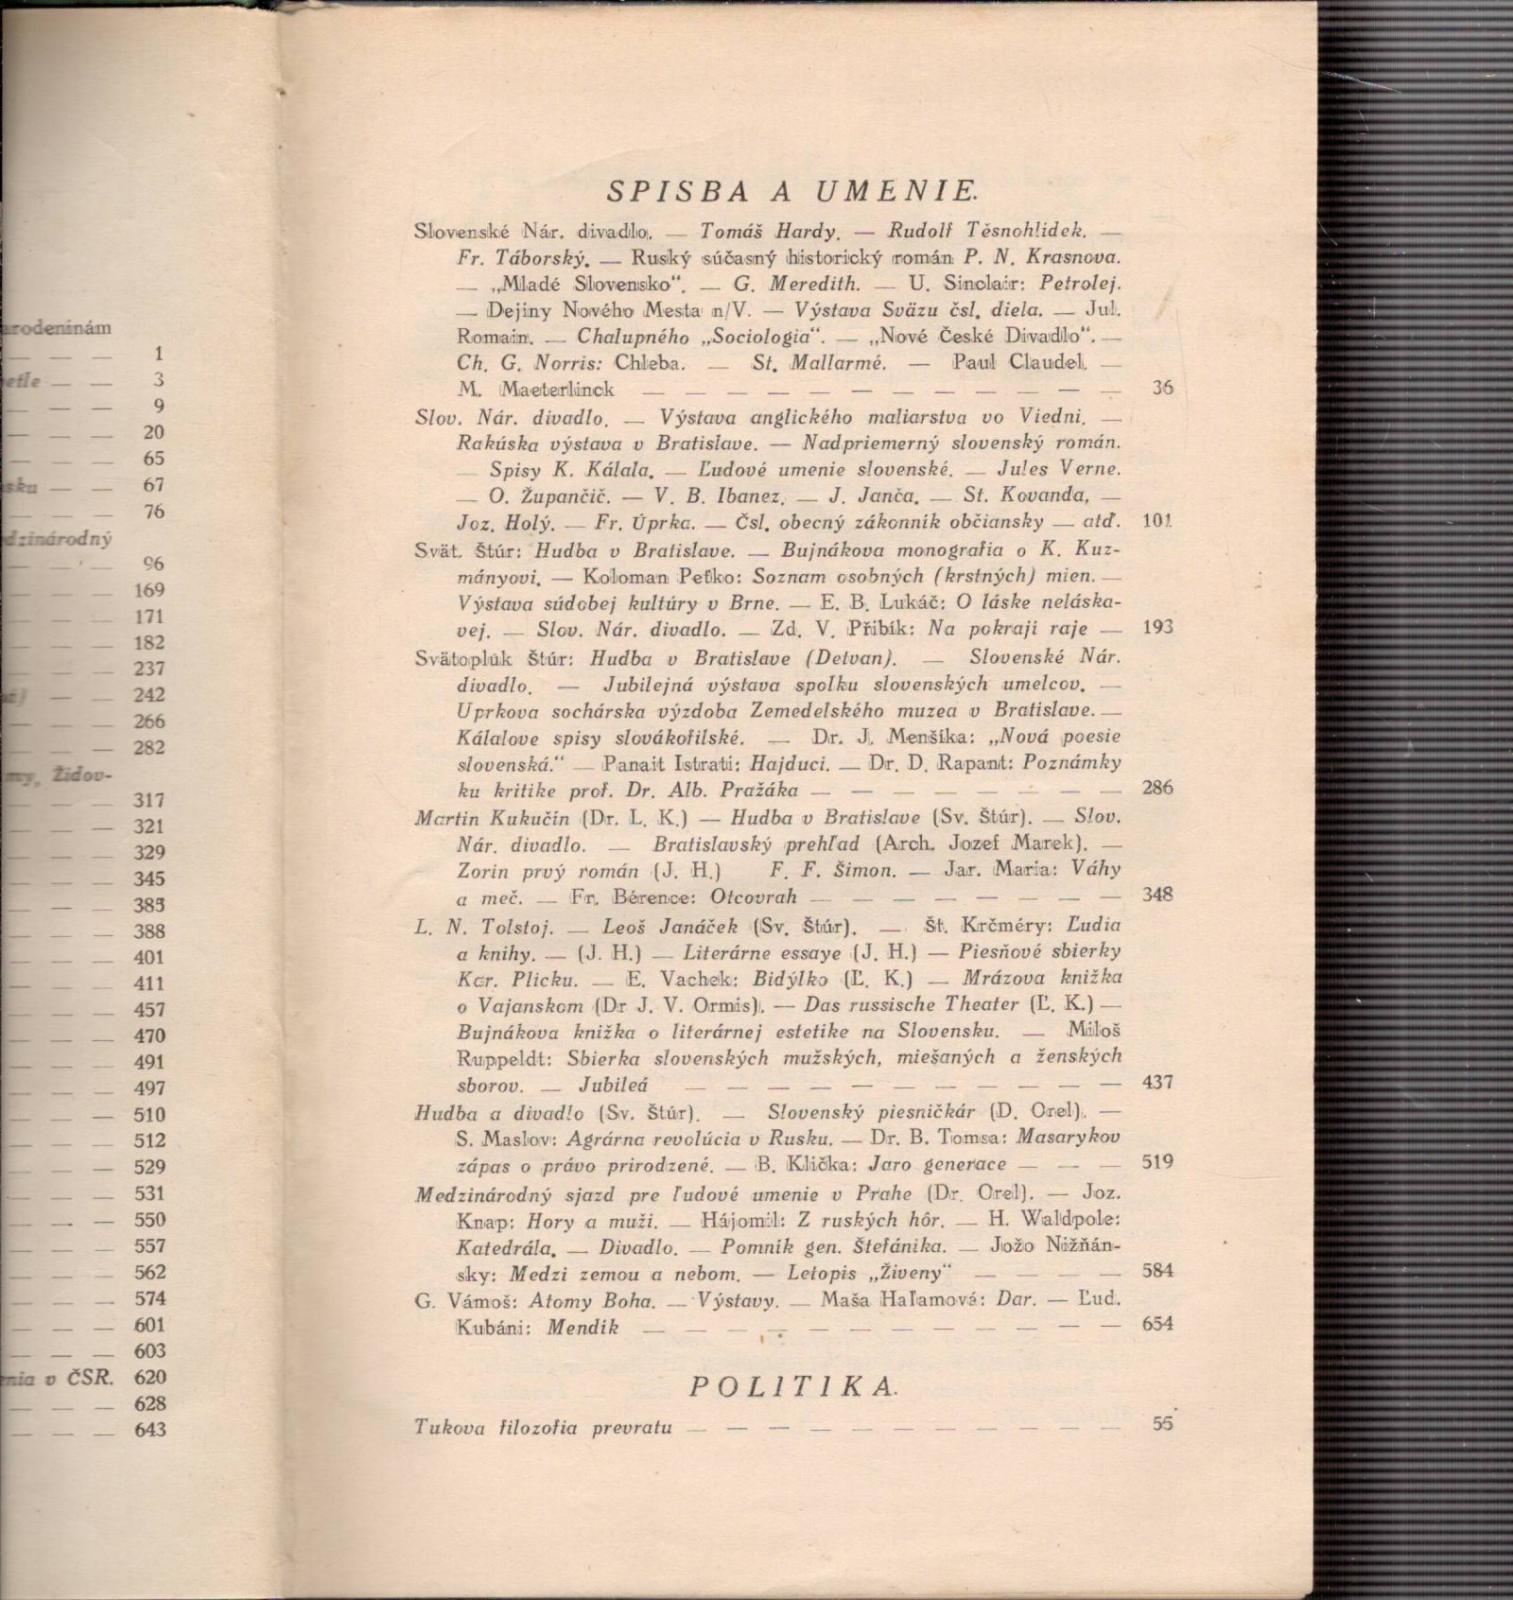 arodeninám
— — — 1
etle — — 3
— — — 9
— — — 20
— — — 65
sku — — 67
— — — 76
dzinárodný
— — — 96
— — — 169
— — — 171
— — — 182
— — — 237
— — 242
— — — 266
— — — 282
my, Židov-
— — — 317
— — — 321
— — — 329
— — — 345
— — — 385
— — — 388
— — — 401
— — — 411
— — — 457
— — — 470
— — — 491
— — — 497
— — — 510
— — — 512
— — — 529
— — — 531
— — — 550
— — — 557
— — — 562
— — — 574
— — — 601
— — — 603
nia v ČSR. 620
— — — 628
— — — 643
SPISBA A UMENIE.
Slovenské Nár. divadlo. — Tomáš Hardy. — Rudolf Těsnohlídek. —
Fr. Táborský. — Ruský súčasný historický román P. N. Krasnova.
— „Mladé Slovensko“. — G. Meredith. — U. Sinclair: Petrolej.
— Dejiny Nového Mesta n/V. — Výstava Sväzu čsl. diela. — Jul.
Romain. — Chalupného „Sociologia“. — „Nové České Divadlo“. —
Ch. G. Norris: Chleba. — St. Mallarmé. — Paul Claudel. —
M. Maeterlinck — — — — — — — — — — — — 36
Slov. Nár. divadlo. — Výstava anglického maliarstva vo Viedni. —
Rakúska výstava v Bratislave. — Nadpriemerný slovenský román.
— Spisy K. Kálala. — Ľudové umenie slovenské. — Jules Verne.
— O. Župančič. — V. B. Ibanez. — J. Janča. — St. Kovanda, —
Joz. Holý. — Fr. Úprka. — Čsl. obecný zákonník občiansky — atď. 101
Svät. Štúr: Hudba v Bratislave. — Bujnákova monografia o K. Kuz-
mányovi. — Koloman Peťko: Soznam osobných (krstných) mien. —
Výstava súdobej kultúry v Brne. — E. B. Lukáč: O láske neláska-
vej. — Slov. Nár. divadlo. — Zd. V. Přibík: Na pokraji raje — 193
Svätopluk Štúr: Hudba v Bratislave (Detvan). — Slovenské Nár.
divadlo. — Jubilejná výstava spolku slovenských umelcov. —
Uprkova sochárska výzdoba Zemedelského muzea v Bratislave. —
Kálalove spisy slovákofilské. — Dr. J. Menšíka: „Nová poesie
slovenská.“ — Panait Istrati: Hajduci. — Dr. D. Rapant: Poznámky
ku kritike prof. Dr. Alb. Pražáka — — — — — — — — 286
Martin Kukučín (Dr. L. K.) — Hudba v Bratislave (Sv. Štúr). — Slov.
Nár. divadlo. — Bratislavský prehľad (Arch. Jozef Marek). —
Zorin prvý román (J. H.) F. F. Šimon. — Jar. Maria: Váhy
a meč. — Fr. Bérence: Otcovrah — — — — — — — — 348
L. N. Tolstoj. — Leoš Janáček (Sv. Štúr). — Št. Krčméry: Ľudia
a knihy. — (J. H.) — Literárne essaye (J. H.) — Piesňové sbierky
Kar. Plicku. — E. Vachek: Bidýlko (Ľ. K.) — Mrázova knižka
o Vajanskom (Dr J. V. Ormis). — Das russische Theater (Ľ. K.) —
Bujnákova knižka o literárnej estetike na Slovensku. — Miloš
Ruppeldt: Sbierka slovenských mužských, miešaných a ženských
sborov. — Jubileá — — — — — — — — — — — 437
Hudba a divadlo (Sv. Štúr). — Slovenský piesničkár (D. Orel). —
S. Maslov: Agrárna revolúcia v Rusku. — Dr. B. Tomsa: Masarykov
zápas o právo prirodzené. — B. Klička: Jaro generace — — — 519
Medzinárodný sjazd pre ľudové umenie v Prahe (Dr. Orel). — Joz.
Knap: Hory a muži. — Hájomil: Z ruských hôr. — H. Waldpole:
Katedrála. — Divadlo. — Pomník gen. Štefánika. — Jožo Nižňán-
sky: Medzi zemou a nebom. — Letopis „Živeny“ — — — — 584
G. Vámoš: Atomy Boha. — Výstavy. — Maša Haľamová: Dar. — Ľud.
Kubáni: Mendík — — — — — — — — — — — — 654
POLITIKA.
Tukova filozofia prevratu — — — — — — — — — — — 55